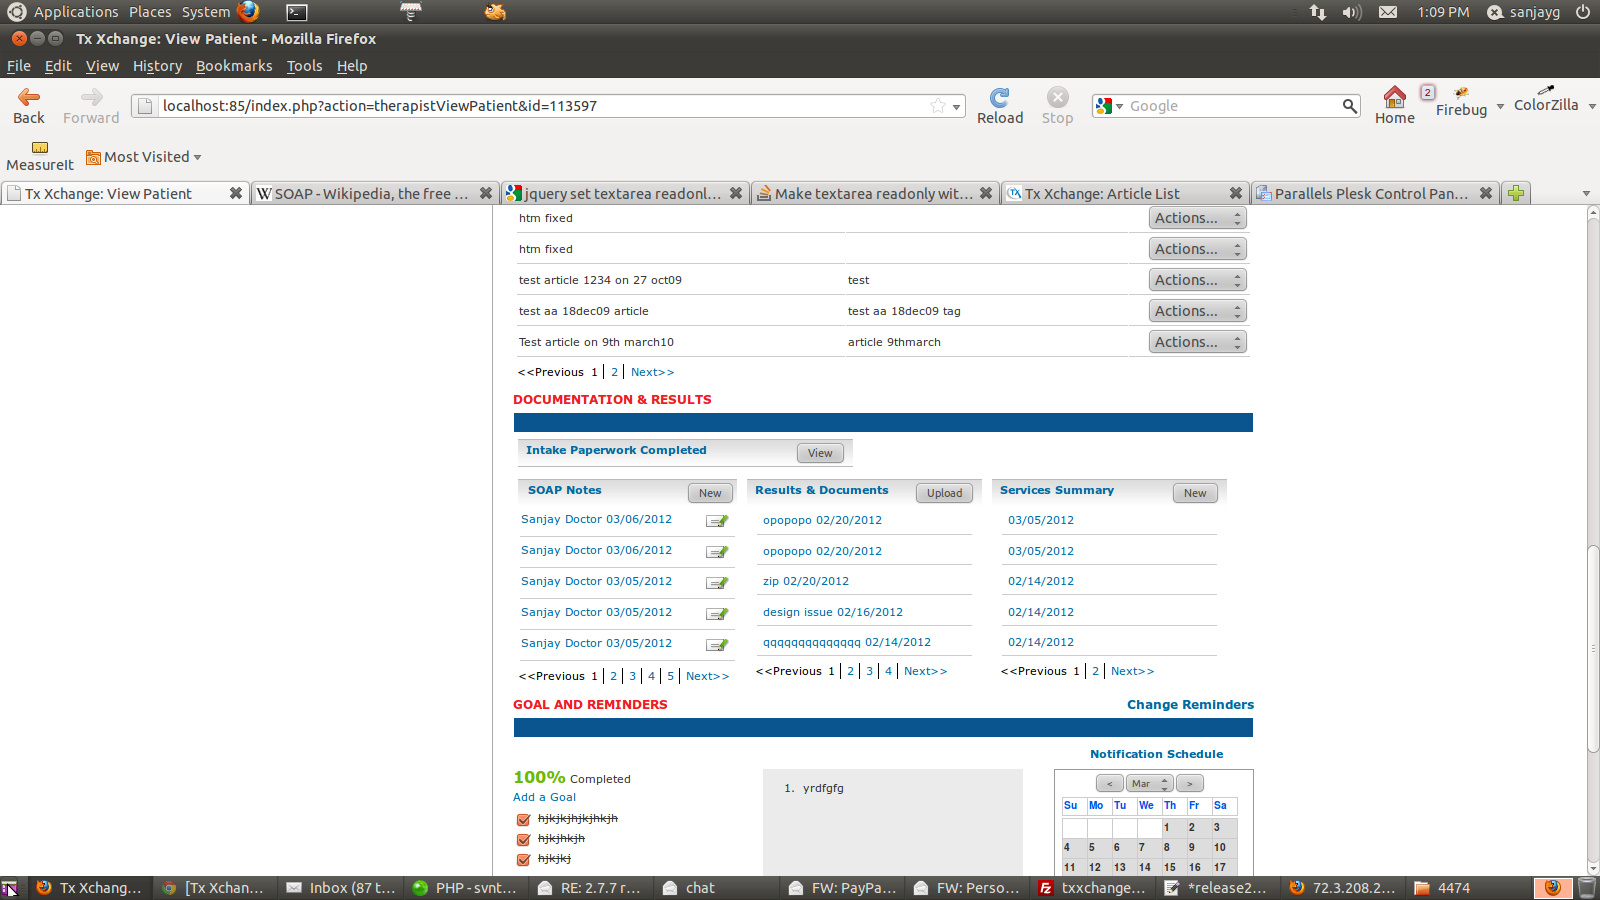 Applications Places System 1:09 PM sanjayg
Tx Xchange: View Patient - Mozilla Firefox
File Edit View History Bookmarks Tools Help
Back Forward localhost:85/index.php?action=therapistViewPatient&id=113597 Reload Stop Google Home 2 Firebug ColorZilla
MeasureIt Most Visited
Tx Xchange: View Patient SOAP - Wikipedia, the free ... jquery set textarea readonl... Make textarea readonly wit... Tx Xchange: Article List Parallels Plesk Control Pan...
htm fixed Actions...
htm fixed Actions...
test article 1234 on 27 oct09 test Actions...
test aa 18dec09 article test aa 18dec09 tag Actions...
Test article on 9th march10 article 9thmarch Actions...
<<Previous 1 2 Next>>
DOCUMENTATION & RESULTS
Intake Paperwork Completed View
SOAP Notes New Results & Documents Upload Services Summary New
Sanjay Doctor 03/06/2012 opopopo 02/20/2012 03/05/2012
Sanjay Doctor 03/06/2012 opopopo 02/20/2012 03/05/2012
Sanjay Doctor 03/05/2012 zip 02/20/2012 02/14/2012
Sanjay Doctor 03/05/2012 design issue 02/16/2012 02/14/2012
Sanjay Doctor 03/05/2012 qqqqqqqqqqqqqq 02/14/2012 02/14/2012
<<Previous 1 2 3 4 5 Next>> <<Previous 1 2 3 4 Next>> <<Previous 1 2 Next>>
GOAL AND REMINDERS Change Reminders
Notification Schedule
100% Completed
Add a Goal
hjkjkjhjkjhkjh
hjkjhkjh
hjkjkj
1. yrdfgfg
< Mar >
Su Mo Tu We Th Fr Sa
1 2 3
4 5 6 7 8 9 10
11 12 13 14 15 16 17
Tx Xchang... [Tx Xchan... Inbox (87 t... PHP - svnt... RE: 2.7.7 r... chat FW: PayPa... FW: Perso... txxchange... *release2... 72.3.208.2... 4474